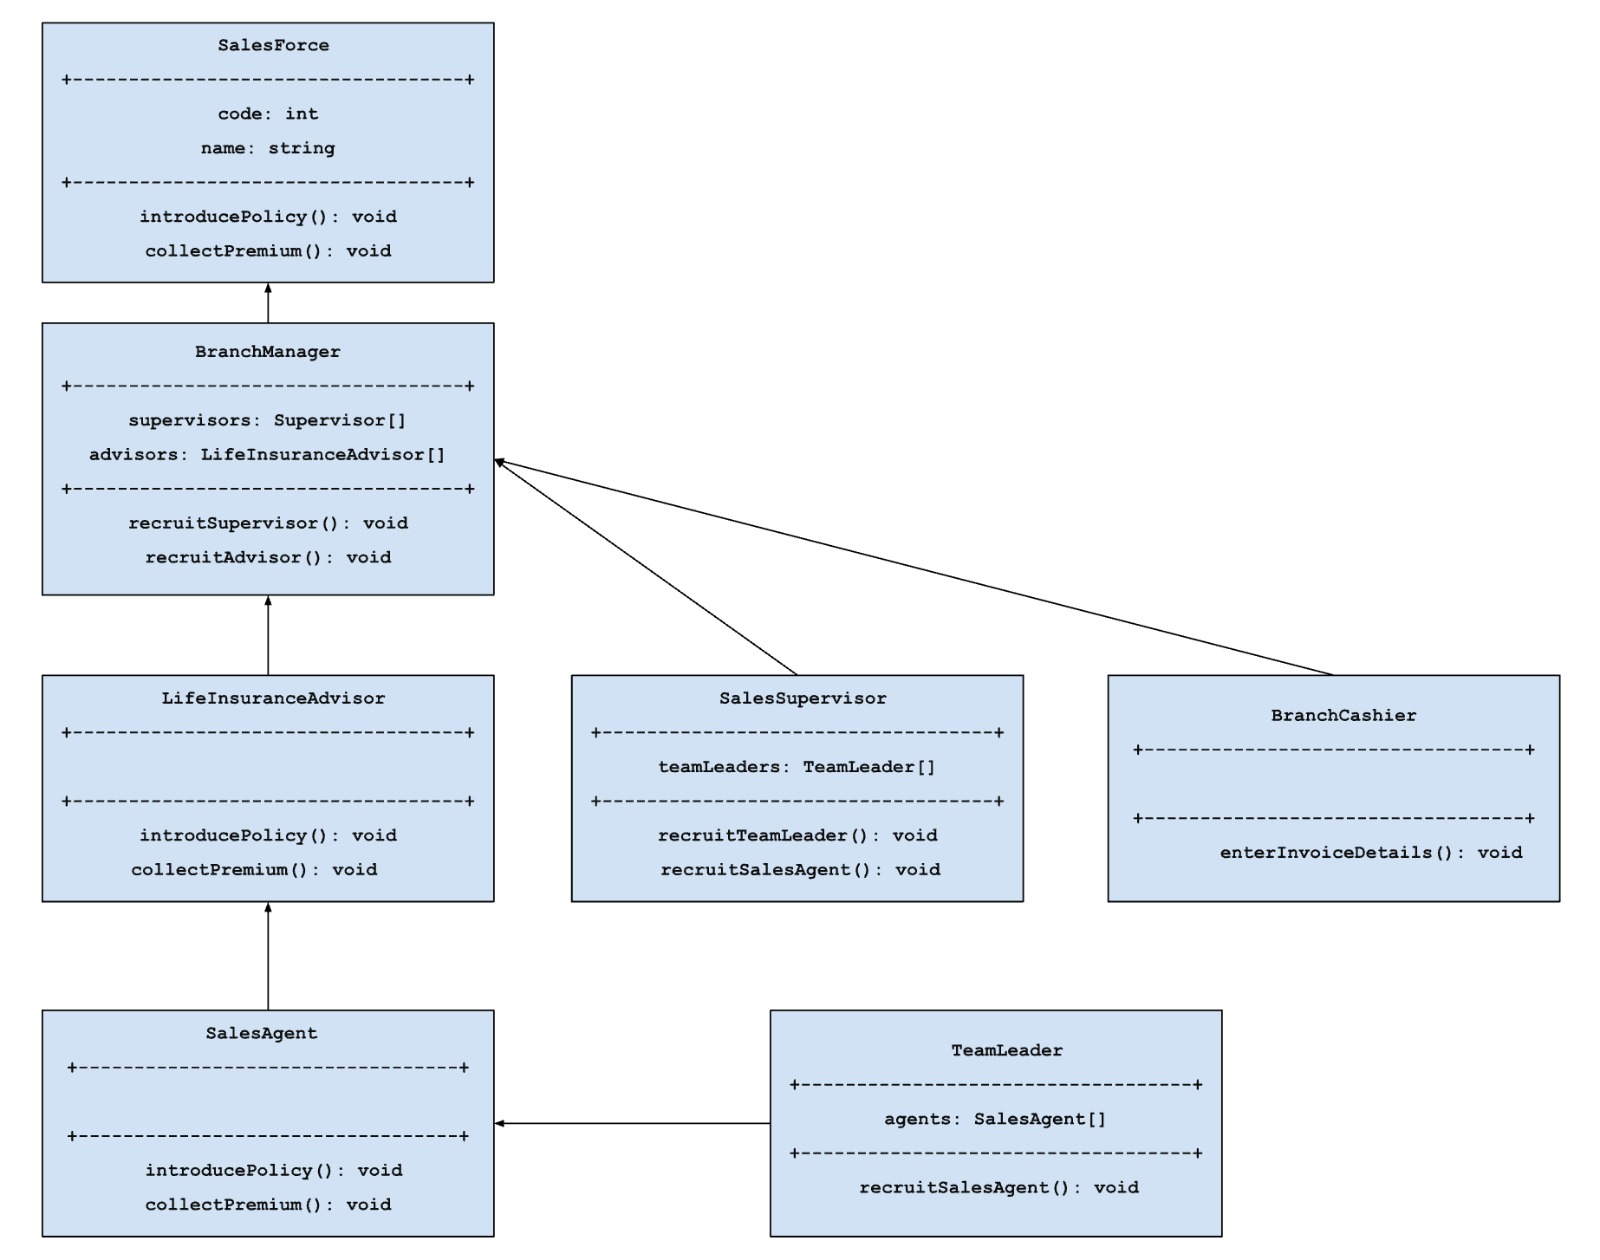 SalesForce
+-----------------------------------+
code: int
name: string
+-----------------------------------+
introducePolicy(): void
collectPremium(): void
BranchManager
+-----------------------------------+
supervisors: Supervisor[]
advisors: LifeInsuranceAdvisor[]
+-----------------------------------+
recruitSupervisor(): void
recruitAdvisor(): void
LifeInsuranceAdvisor
+-----------------------------------+
+-----------------------------------+
introducePolicy(): void
collectPremium(): void
SalesSupervisor
+-----------------------------------+
teamLeaders: TeamLeader[]
+-----------------------------------+
recruitTeamLeader(): void
recruitSalesAgent(): void
BranchCashier
+----------------------------------+
+----------------------------------+
enterInvoiceDetails(): void
SalesAgent
+----------------------------------+
+----------------------------------+
introducePolicy(): void
collectPremium(): void
TeamLeader
+-----------------------------------+
agents: SalesAgent[]
+-----------------------------------+
recruitSalesAgent(): void